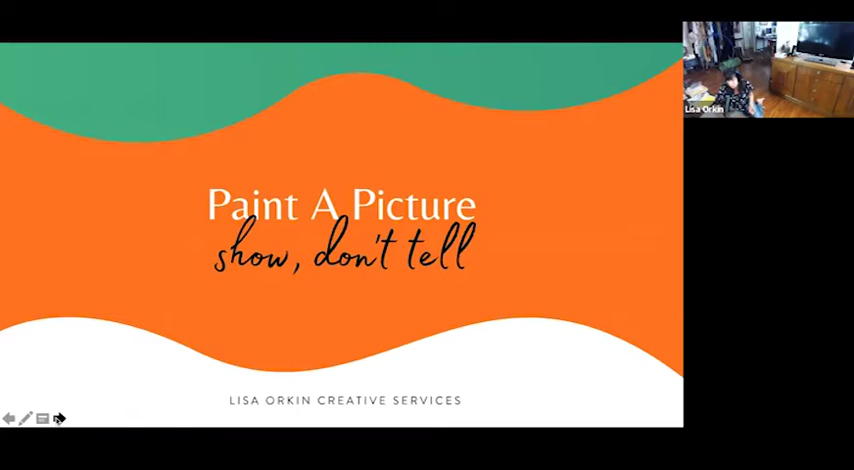 Paint A Picture
show, don't tell
LISA ORKIN CREATIVE SERVICES
Lisa Orkin